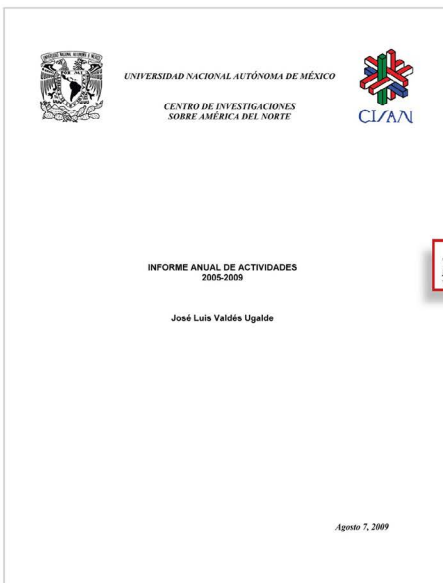 UNIVERSIDAD NACIONAL AUTÓNOMA DE MÉXICO
CENTRO DE INVESTIGACIONES
SOBRE AMÉRICA DEL NORTE
CISAN
INFORME ANUAL DE ACTIVIDADES
2005-2009
José Luis Valdés Ugalde
Agosto 7, 2009